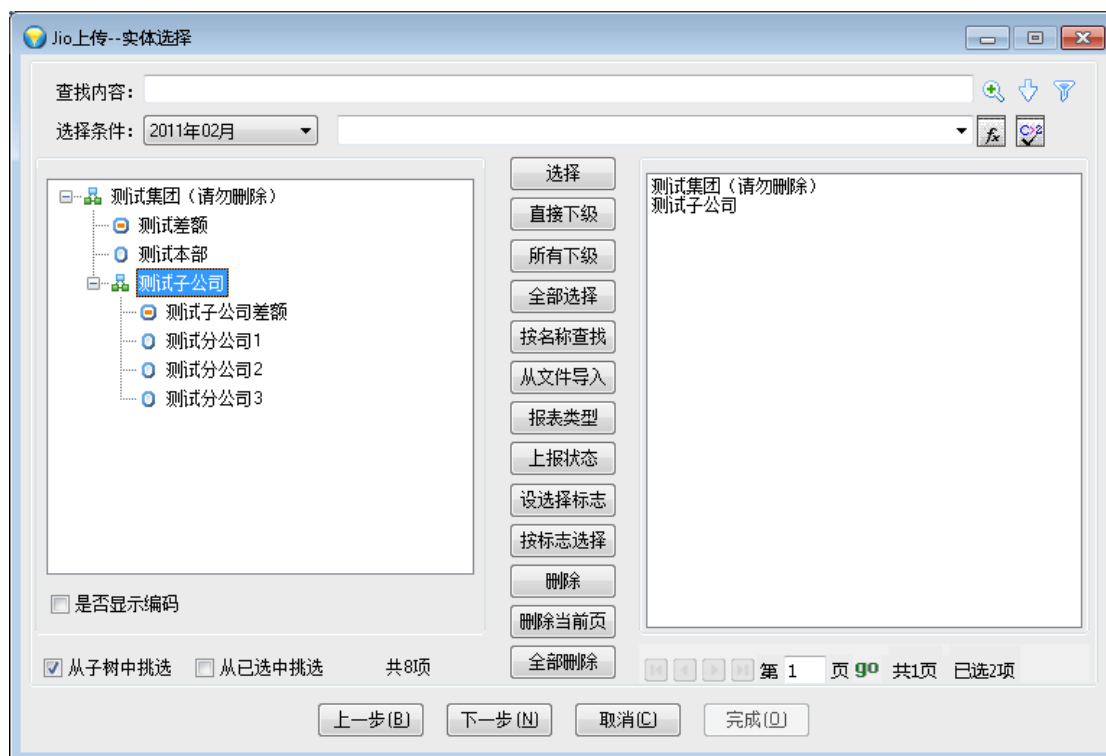 Jio上传--实体选择
查找内容:
选择条件: 2011年02月
测试集团（请勿删除）
测试差额
测试本部
测试子公司
测试子公司差额
测试分公司1
测试分公司2
测试分公司3
是否显示编码
从子树中挑选 从已选中挑选 共8项
选择
直接下级
所有下级
全部选择
按名称查找
从文件导入
报表类型
上报状态
设选择标志
按标志选择
删除
删除当前页
全部删除
测试集团（请勿删除）
测试子公司
第 1 页 go 共1页 已选2项
上一步(B) 下一步(N) 取消(C) 完成(O)